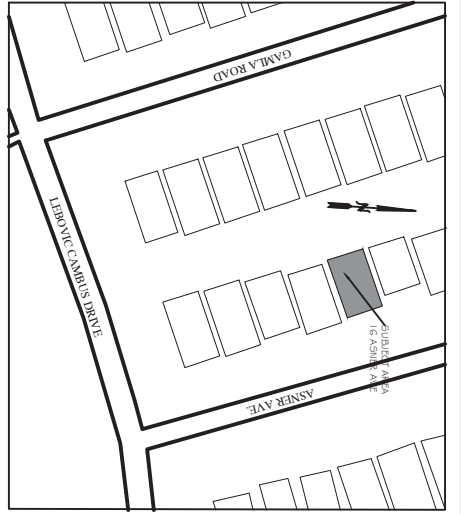 GAMLA ROAD
LEBOVIC CAMBUS DRIVE
N
SUBJECT AREA
16 ASNER AVE
ASNER AVE.